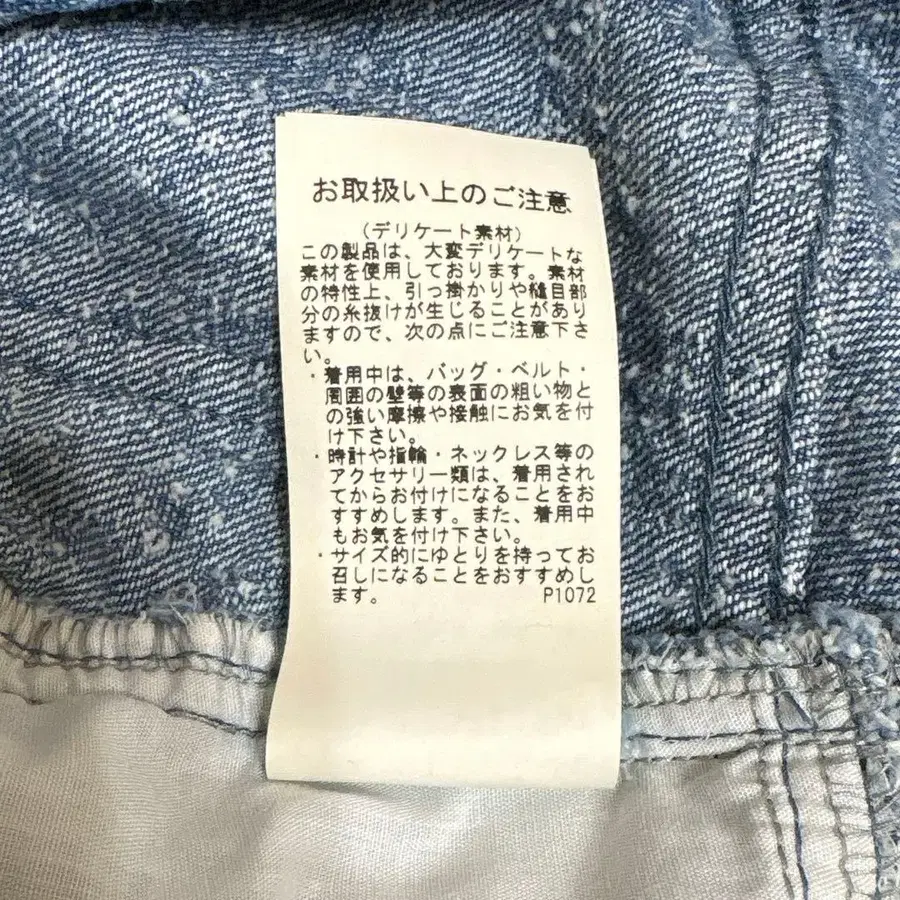 お取扱い上のご注意
(デリケート素材)
この製品は、大変デリケートな
素材を使用しております。素材
の特性上、引っ掛かりや縫目部
分の糸抜けが生じることがあり
ますので、次の点にご注意下さ
い。
・着用中は、バッグ・ベルト・
周囲の壁等の表面の粗い物と
の強い摩擦や接触にお気を付
け下さい。
・時計や指輪・ネックレス等の
アクセサリー類は、着用され
てからお付けになることをお
すすめします。また、着用中
もお気を付け下さい。
・サイズ的にゆとりを持ってお
召しになることをおすすめし
ます。 P1072